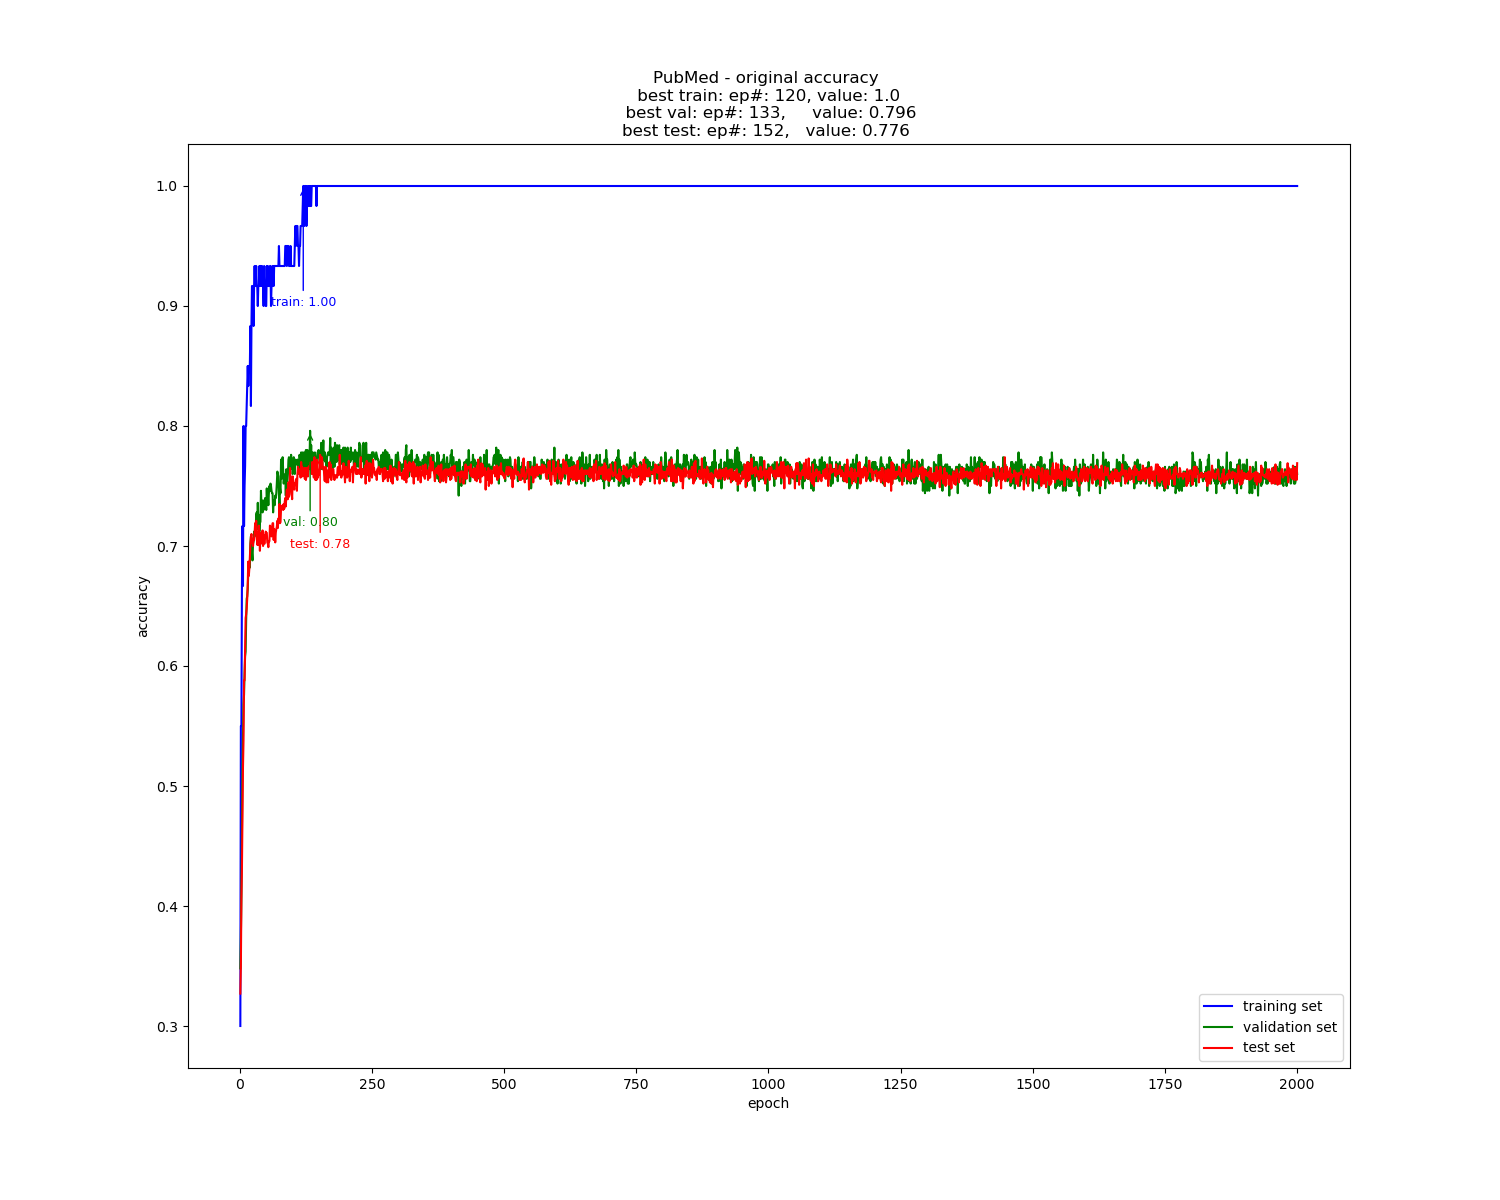 PubMed - original accuracy
best train: ep#: 120, value: 1.0
best val: ep#: 133, value: 0.796
best test: ep#: 152, value: 0.776
1.0
0.9
0.8
0.7
0.6
0.5
0.4
0.3
accuracy
train: 1.00
val: 0.80
test: 0.78
training set
validation set
test set
0 250 500 750 1000 1250 1500 1750 2000
epoch